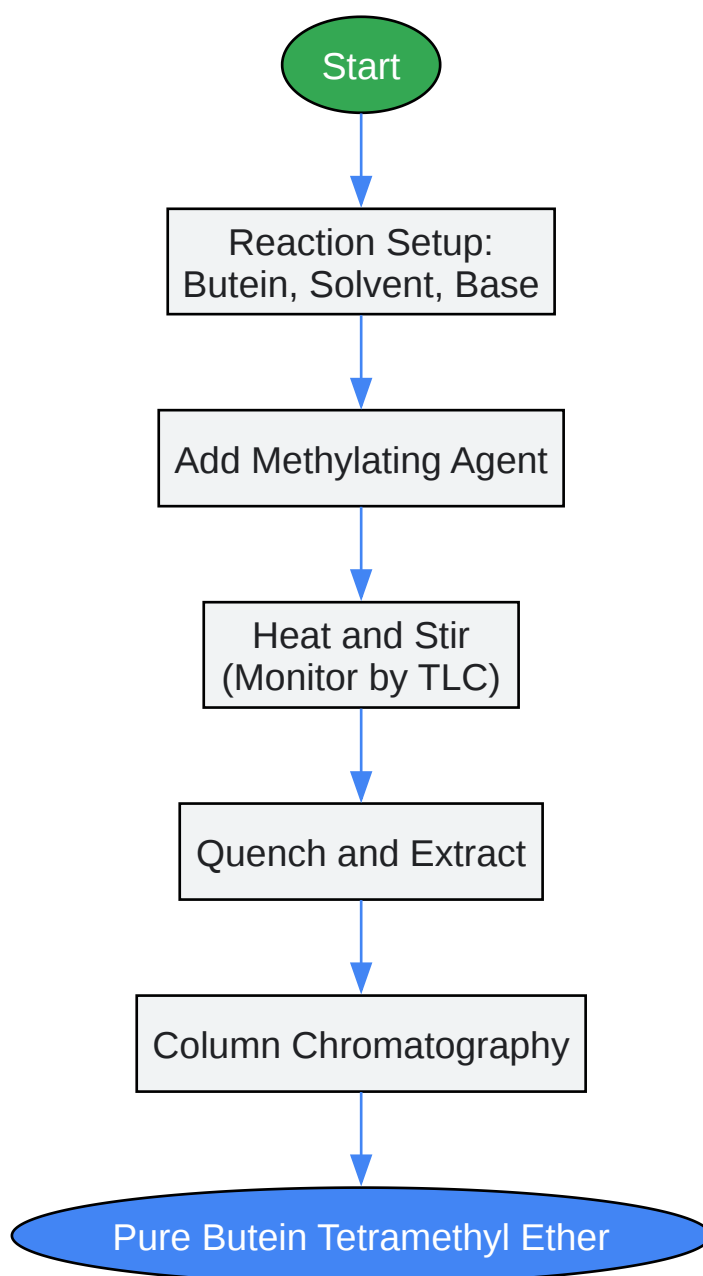 Start
Reaction Setup:
Butein, Solvent, Base
Add Methylating Agent
Heat and Stir
(Monitor by TLC)
Quench and Extract
Column Chromatography
Pure Butein Tetramethyl Ether